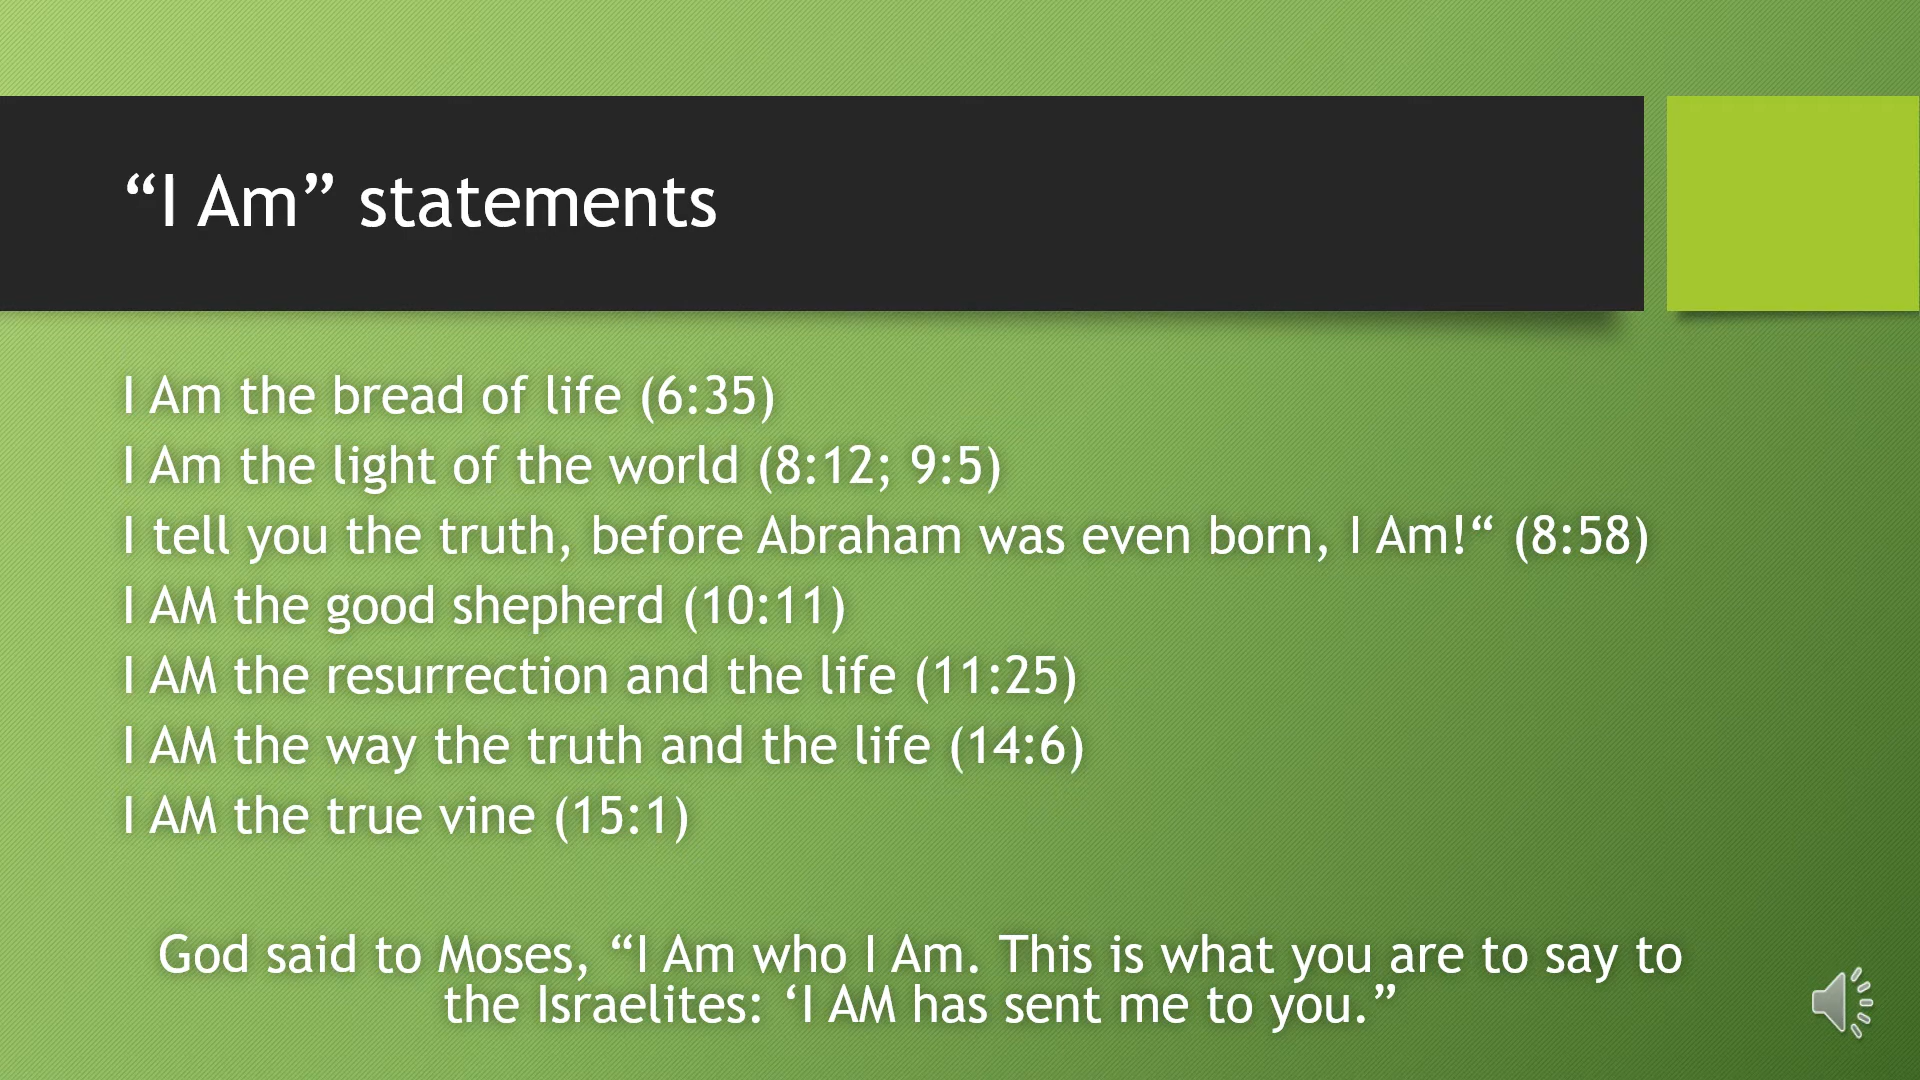 “I Am” statements
I Am the bread of life (6:35)
I Am the light of the world (8:12; 9:5)
I tell you the truth, before Abraham was even born, I Am!“ (8:58)
I AM the good shepherd (10:11)
I AM the resurrection and the life (11:25)
I AM the way the truth and the life (14:6)
I AM the true vine (15:1)
God said to Moses, “I Am who I Am. This is what you are to say to
the Israelites: ‘I AM has sent me to you.”